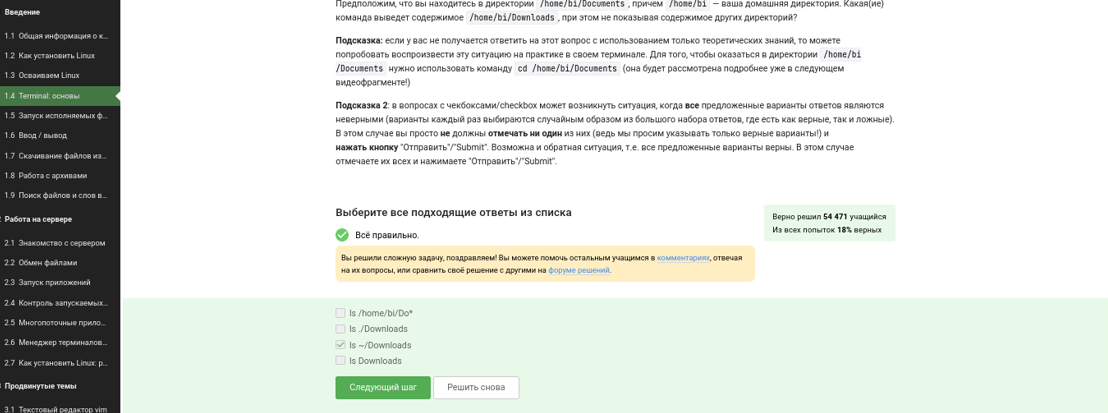 Введение
1.1 Общая информация о к...
1.2 Как установить Linux
1.3 Осваиваем Linux
1.4 Terminal: основы
1.5 Запуск исполняемых ф...
1.6 Ввод / вывод
1.7 Скачивание файлов из...
1.8 Работа с архивами
1.9 Поиск файлов и слов в...
Работа на сервере
2.1 Знакомство с сервером
2.2 Обмен файлами
2.3 Запуск приложений
2.4 Контроль запускаемых...
2.5 Многопоточные прило...
2.6 Менеджер терминалов...
2.7 Как установить Linux: р...
Продвинутые темы
3.1 Текстовый редактор vim
Предположим, что вы находитесь в директории /home/bi/Documents, причем /home/bi — ваша домашняя директория. Какая(ие)
команда выведет содержимое /home/bi/Downloads, при этом не показывая содержимое других директорий?
Подсказка: если у вас не получается ответить на этот вопрос с использованием только теоретических знаний, то можете
попробовать воспроизвести эту ситуацию на практике в своем терминале. Для того, чтобы оказаться в директории /home/bi
/Documents нужно использовать команду cd /home/bi/Documents (она будет рассмотрена подробнее уже в следующем
видеофрагменте!)
Подсказка 2: в вопросах с чекбоксами/checkbox может возникнуть ситуация, когда все предложенные варианты ответов являются
неверными (варианты каждый раз выбираются случайным образом из большого набора ответов, где есть как верные, так и ложные).
В этом случае вы просто не должны отмечать ни один из них (ведь мы просим указывать только верные варианты!) и
нажать кнопку "Отправить"/"Submit". Возможна и обратная ситуация, т.е. все предложенные варианты верны. В этом случае
отмечаете их всех и нажимаете "Отправить"/"Submit".
Выберите все подходящие ответы из списка
Верно решил 54 471 учащийся
Из всех попыток 18% верных
Всё правильно.
Вы решили сложную задачу, поздравляем! Вы можете помочь остальным учащимся в комментариях, отвечая
на их вопросы, или сравнить своё решение с другими на форуме решений.
ls /home/bi/Do*
ls ./Downloads
ls ~/Downloads
ls Downloads
Следующий шаг
Решить снова